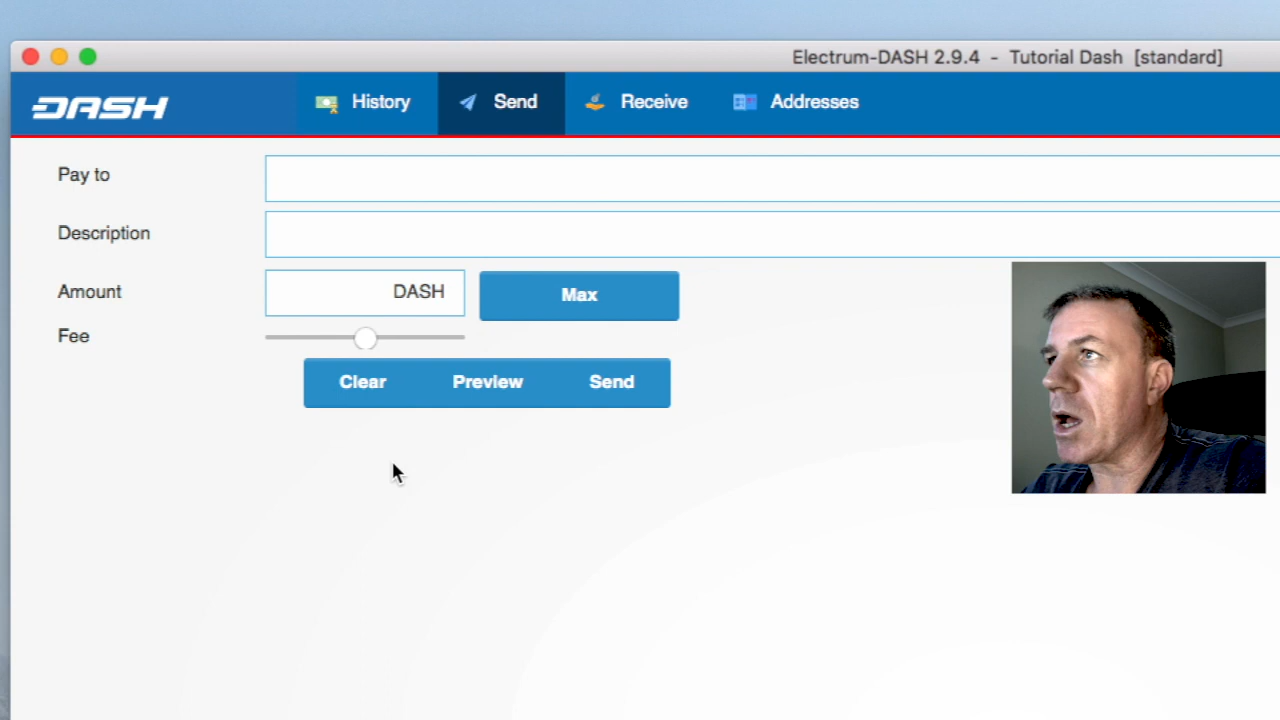 Electrum-DASH 2.9.4 - Tutorial Dash [standard]
DASH History Send Receive Addresses
Pay to
Description
Amount DASH Max
Fee
Clear Preview Send